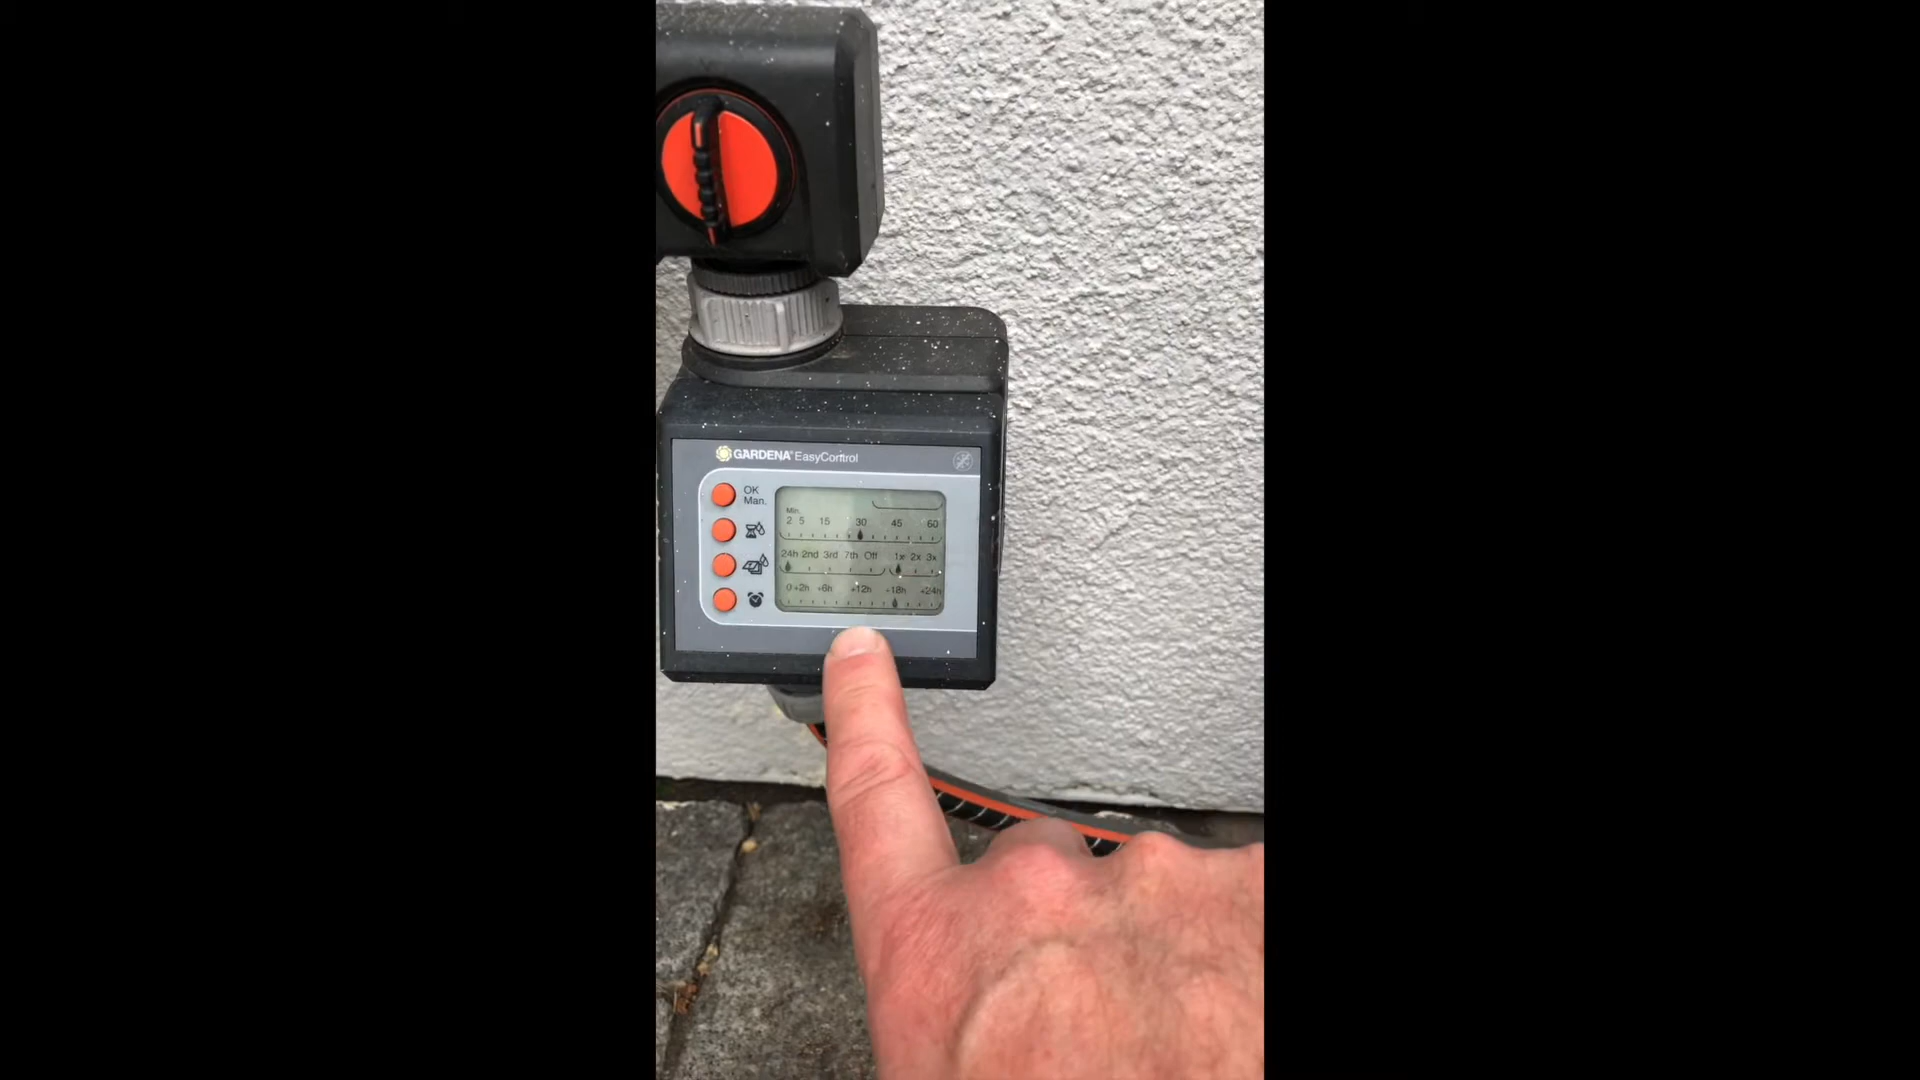 GARDENA® EasyControl
OK
Man.
Min.
2 5 15 30 45 60
24h 2nd 3rd 7th Off 1x 2x 3x
0 +2h +6h +12h +18h +24h